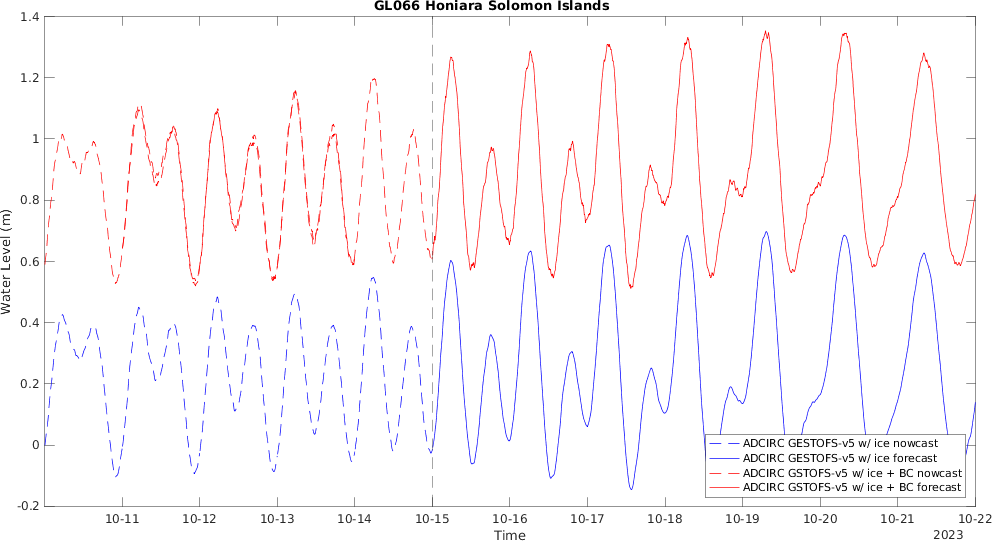 GL066 Honiara Solomon Islands
1.4
1.2
1
0.8
0.6
0.4
0.2
0
-0.2
Water Level (m)
ADCIRC GESTOFS-v5 w/ ice nowcast
ADCIRC GESTOFS-v5 w/ ice forecast
ADCIRC GSTOFS-v5 w/ ice + BC nowcast
ADCIRC GSTOFS-v5 w/ ice + BC forecast
10-11 10-12 10-13 10-14 10-15 10-16 10-17 10-18 10-19 10-20 10-21 10-22
Time
2023